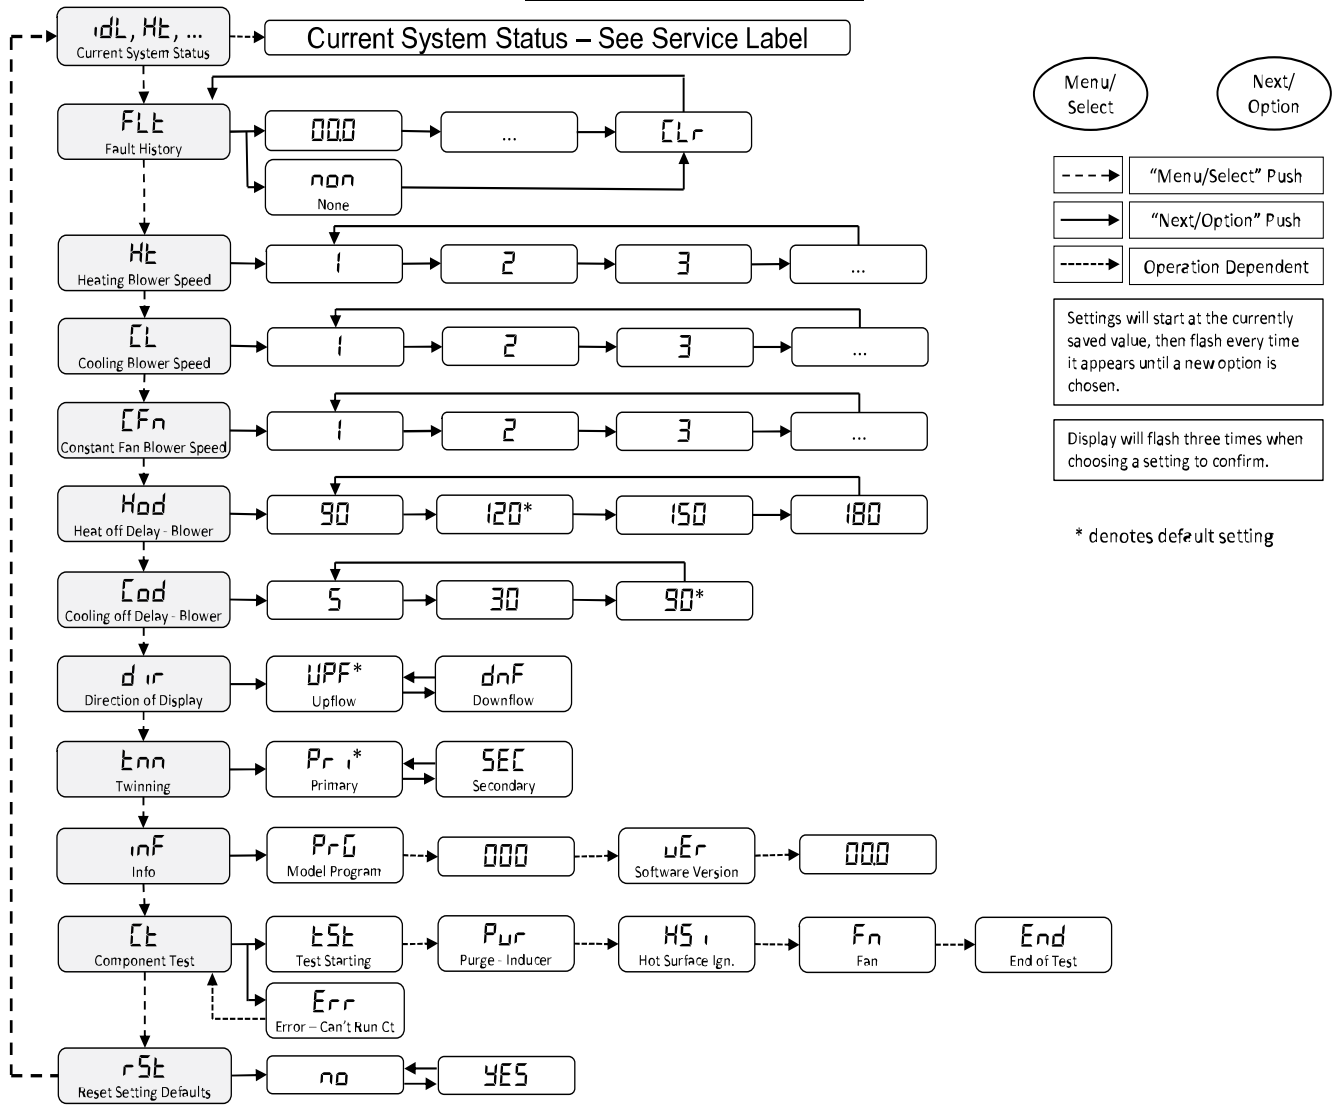 idL, Ht, ...
Current System Status
Current System Status – See Service Label
Menu/
Select
Next/
Option
FLt
Fault History
00.0
...
CLr
non
None
"Menu/Select" Push
"Next/Option" Push
Operation Dependent
Ht
Heating Blower Speed
1
2
3
...
Settings will start at the currently
saved value, then flash every time
it appears until a new option is
chosen.
CL
Cooling Blower Speed
1
2
3
...
CFn
Constant Fan Blower Speed
1
2
3
...
Display will flash three times when
choosing a setting to confirm.
Hod
Heat off Delay - Blower
90
120*
150
180
* denotes default setting
Cod
Cooling off Delay - Blower
5
30
90*
dir
Direction of Display
UPF*
Upflow
dnF
Downflow
tnn
Twinning
Pri*
Primary
SEC
Secondary
inF
Info
PrG
Model Program
000
uEr
Software Version
00.0
Ct
Component Test
tSt
Test Starting
Pur
Purge - Inducer
HSi
Hot Surface Ign.
Fn
Fan
End
End of Test
Err
Error – Can't Run Ct
rSt
Reset Setting Defaults
no
YES